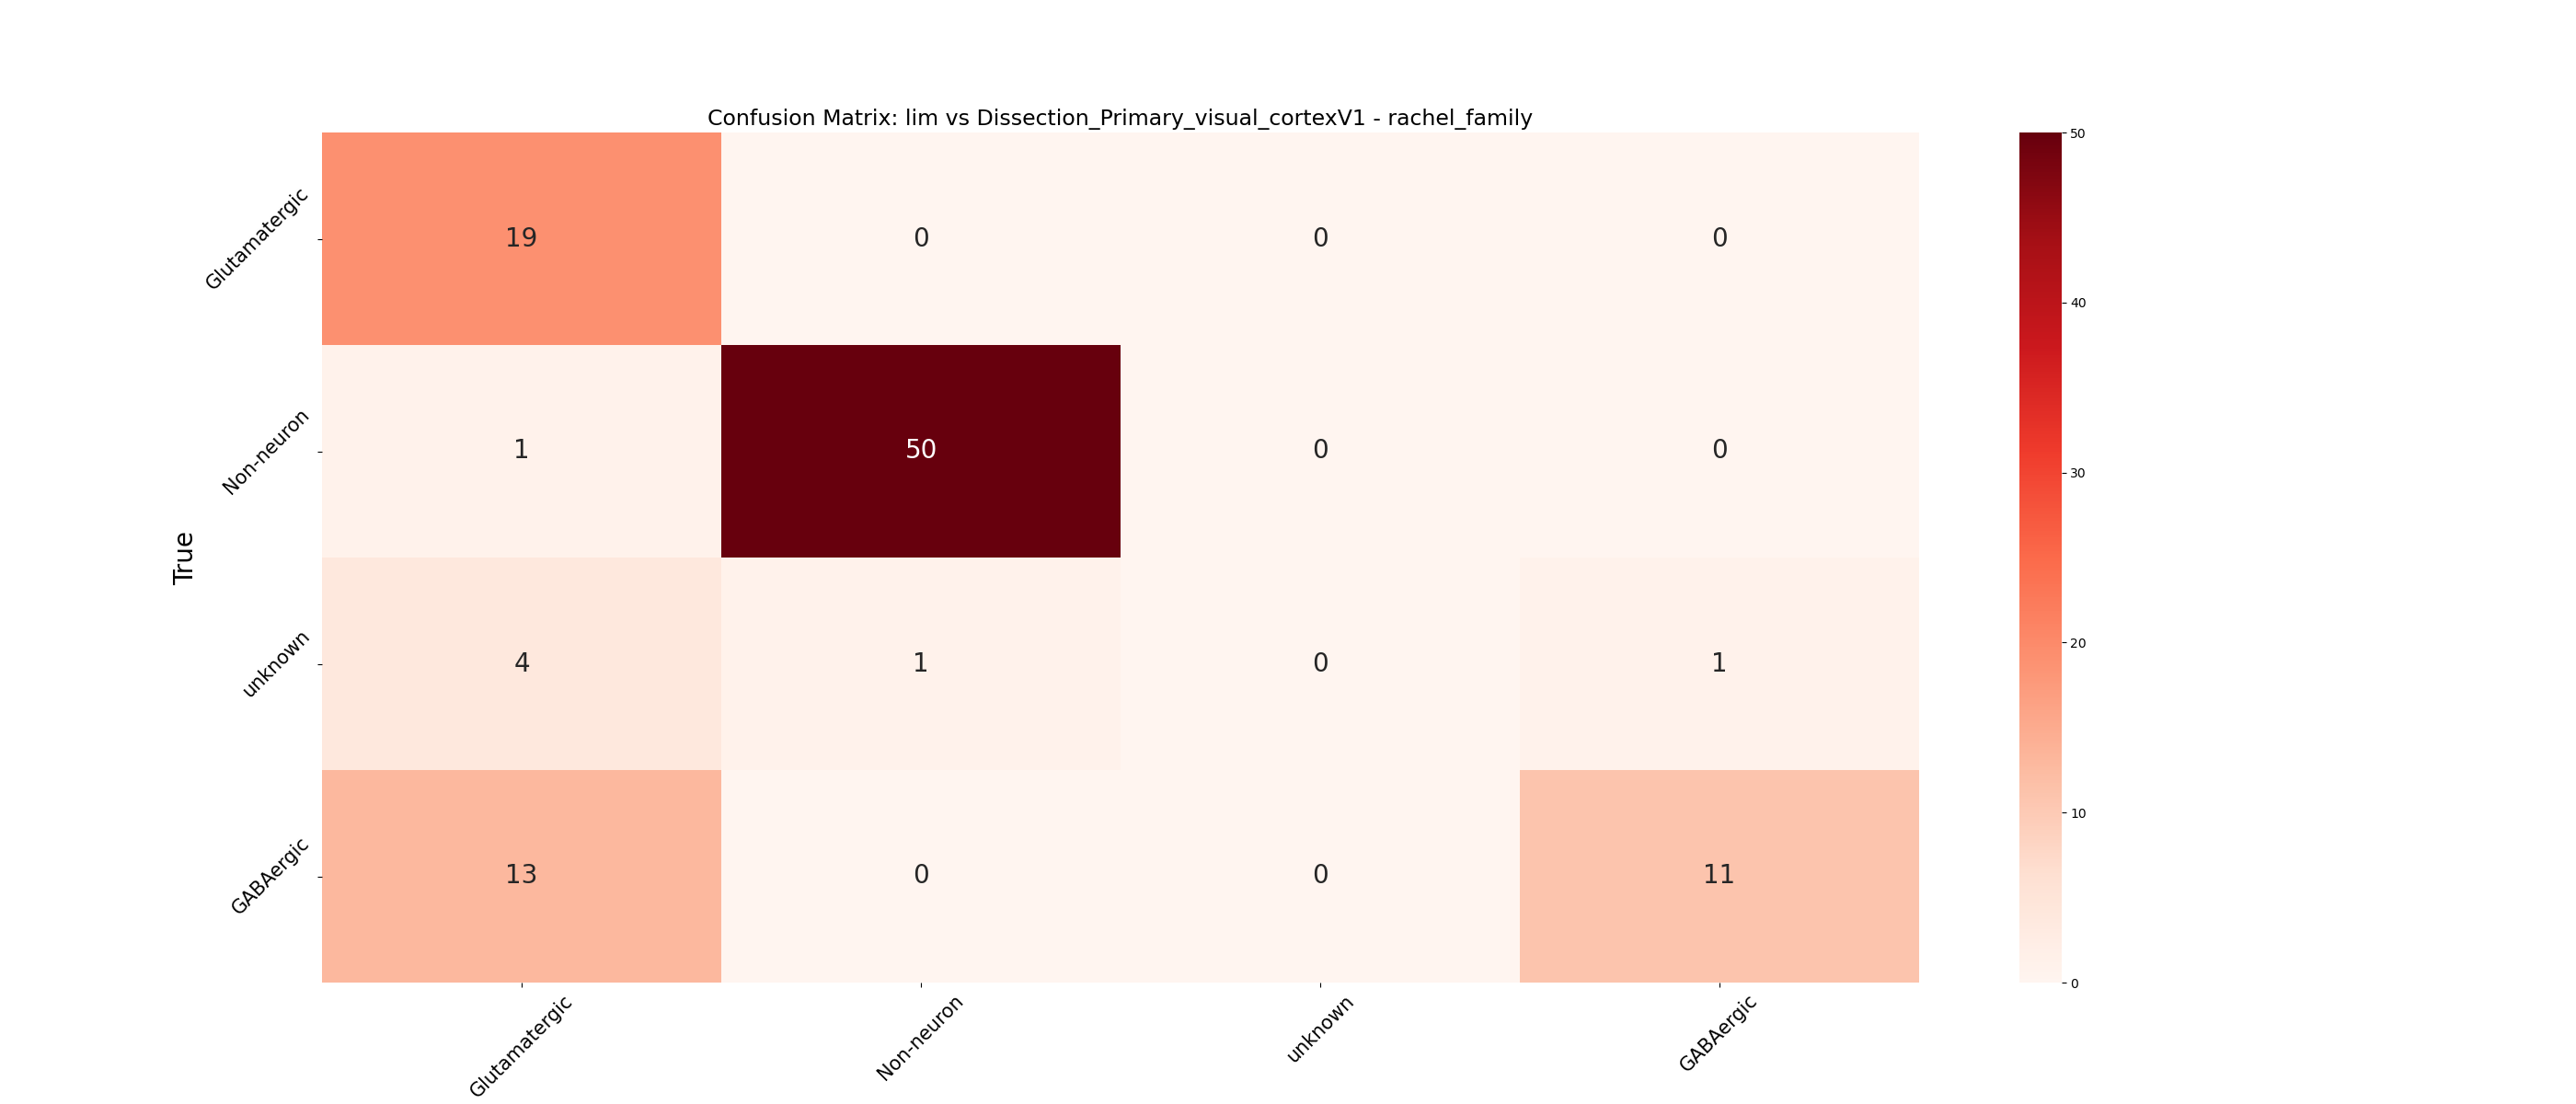 Confusion Matrix: lim vs Dissection_Primary_visual_cortexV1 - rachel_family
True
Glutamatergic 19 0 0 0
Non-neuron 1 50 0 0
unknown 4 1 0 1
GABAergic 13 0 0 11
Glutamatergic Non-neuron unknown GABAergic
50
40
30
20
10
0